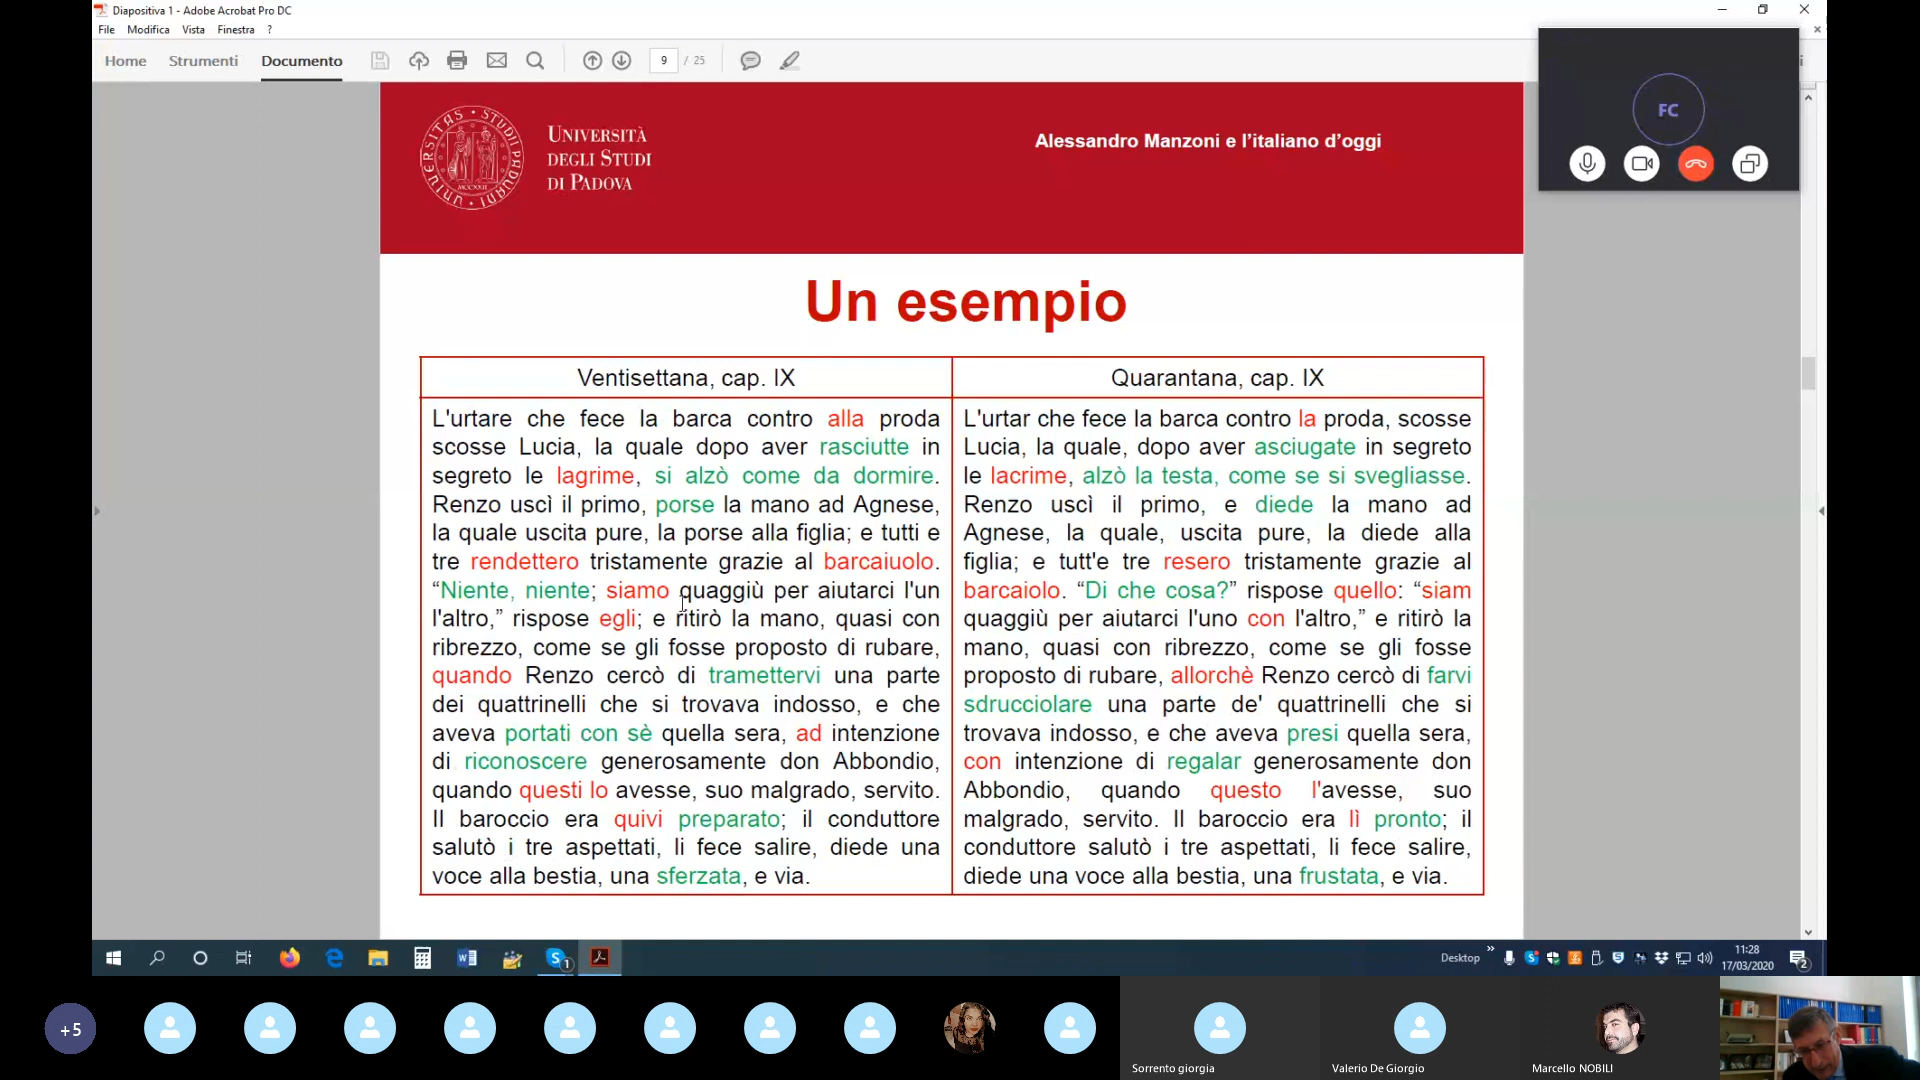 Diapositiva 1 - Adobe Acrobat Pro DC
File Modifica Vista Finestra ?
Home Strumenti Documento 9 / 25
FC
UNIVERSITAS STUDII PADUANI
MCCXXII
UNIVERSITÀ
DEGLI STUDI
DI PADOVA
Alessandro Manzoni e l'italiano d'oggi
Un esempio
Ventisettana, cap. IX
L'urtare che fece la barca contro alla proda
scosse Lucia, la quale dopo aver rasciutte in
segreto le lagrime, si alzò come da dormire.
Renzo uscì il primo, porse la mano ad Agnese,
la quale uscita pure, la porse alla figlia; e tutti e
tre rendettero tristamente grazie al barcaiuolo.
“Niente, niente; siamo quaggiù per aiutarci l'un
l'altro,” rispose egli; e ritirò la mano, quasi con
ribrezzo, come se gli fosse proposto di rubare,
quando Renzo cercò di tramettervi una parte
dei quattrinelli che si trovava indosso, e che
aveva portati con sè quella sera, ad intenzione
di riconoscere generosamente don Abbondio,
quando questi lo avesse, suo malgrado, servito.
Il baroccio era quivi preparato; il conduttore
salutò i tre aspettati, li fece salire, diede una
voce alla bestia, una sferzata, e via.
Quarantana, cap. IX
L'urtar che fece la barca contro la proda, scosse
Lucia, la quale, dopo aver asciugate in segreto
le lacrime, alzò la testa, come se si svegliasse.
Renzo uscì il primo, e diede la mano ad
Agnese, la quale, uscita pure, la diede alla
figlia; e tutt'e tre resero tristamente grazie al
barcaiolo. “Di che cosa?” rispose quello: “siam
quaggiù per aiutarci l'uno con l'altro,” e ritirò la
mano, quasi con ribrezzo, come se gli fosse
proposto di rubare, allorchè Renzo cercò di farvi
sdrucciolare una parte de' quattrinelli che si
trovava indosso, e che aveva presi quella sera,
con intenzione di regalar generosamente don
Abbondio, quando questo l'avesse, suo
malgrado, servito. Il baroccio era lì pronto; il
conduttore salutò i tre aspettati, li fece salire,
diede una voce alla bestia, una frustata, e via.
Desktop
11:28
17/03/2020
2
1
+5
Sorrento giorgia
Valerio De Giorgio
Marcello NOBILI